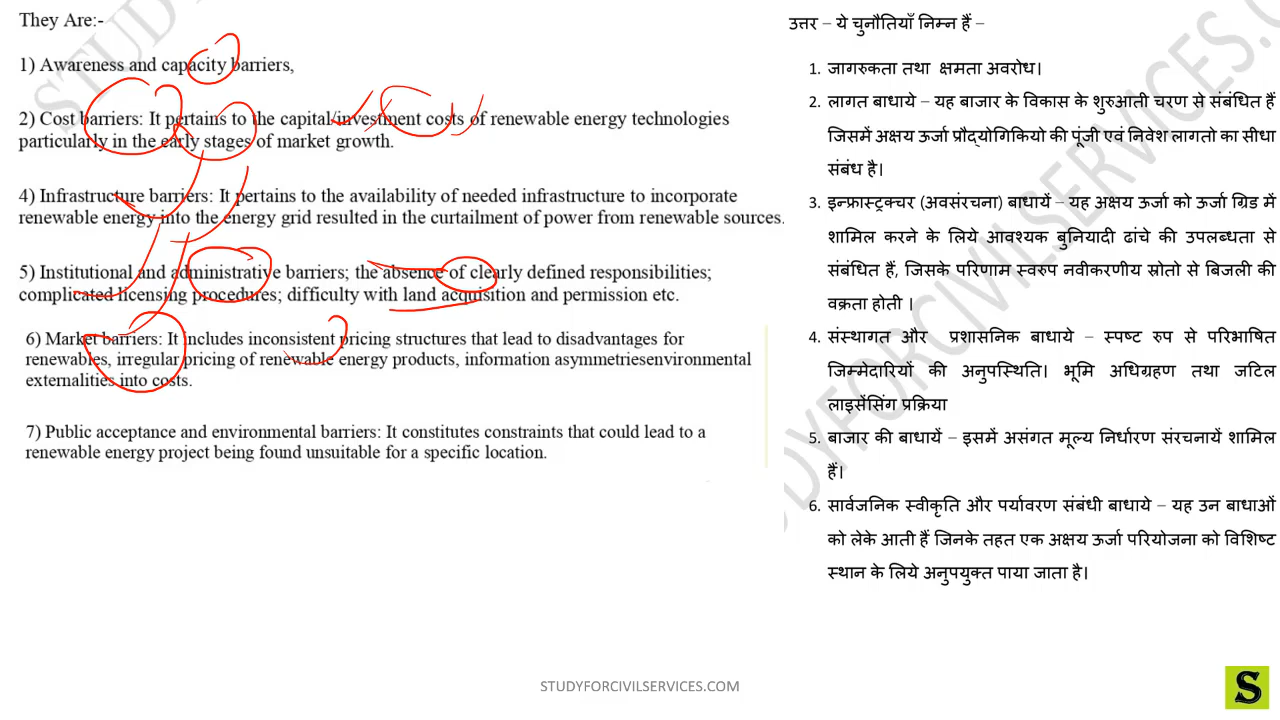 They Are:-
1) Awareness and capacity barriers,
2) Cost barriers: It pertains to the capital/investment costs of renewable energy technologies
particularly in the early stages of market growth.
4) Infrastructure barriers: It pertains to the availability of needed infrastructure to incorporate
renewable energy into the energy grid resulted in the curtailment of power from renewable sources.
5) Institutional and administrative barriers; the absence of clearly defined responsibilities;
complicated licensing procedures; difficulty with land acquisition and permission etc.
6) Market barriers: It includes inconsistent pricing structures that lead to disadvantages for
renewables, irregular pricing of renewable energy products, information asymmetriesenvironmental
externalities into costs.
7) Public acceptance and environmental barriers: It constitutes constraints that could lead to a
renewable energy project being found unsuitable for a specific location.
उत्तर – ये चुनौतियाँ निम्न हैं –
1. जागरुकता तथा क्षमता अवरोध।
2. लागत बाधाये – यह बाजार के विकास के शुरुआती चरण से संबंधित हैं
जिसमें अक्षय ऊर्जा प्रौद्योगिकियो की पूंजी एवं निवेश लागतो का सीधा
संबंध है।
3. इन्फ्रास्ट्रक्चर (अवसंरचना) बाधायें – यह अक्षय ऊर्जा को ऊर्जा ग्रिड में
शामिल करने के लिये आवश्यक बुनियादी ढांचे की उपलब्धता से
संबंधित हैं, जिसके परिणाम स्वरुप नवीकरणीय स्रोतो से बिजली की
वक्रता होती ।
4. संस्थागत और प्रशासनिक बाधाये – स्पष्ट रुप से परिभाषित
जिम्मेदारियों की अनुपस्थिति। भूमि अधिग्रहण तथा जटिल
लाइसेंसिंग प्रक्रिया
5. बाजार की बाधायें – इसमें असंगत मूल्य निर्धारण संरचनायें शामिल
हैं।
6. सार्वजनिक स्वीकृति और पर्यावरण संबंधी बाधाये – यह उन बाधाओं
को लेके आती हैं जिनके तहत एक अक्षय ऊर्जा परियोजना को विशिष्ट
स्थान के लिये अनुपयुक्त पाया जाता है।
STUDYFORCIVILSERVICES.COM
S